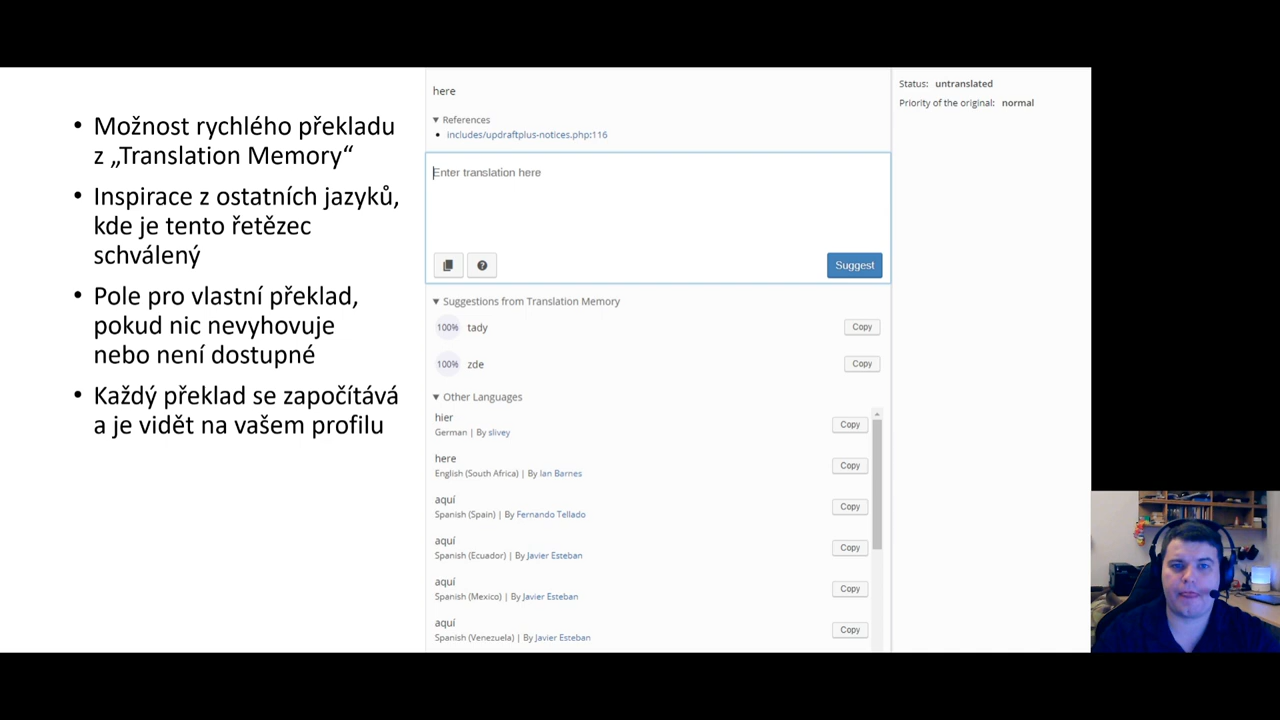 • Možnost rychlého překladu
z „Translation Memory“
• Inspirace z ostatních jazyků,
kde je tento řetězec
schválený
• Pole pro vlastní překlad,
pokud nic nevyhovuje
nebo není dostupné
• Každý překlad se započítává
a je vidět na vašem profilu
here
▼ References
• includes/updraftplus-notices.php:116
Enter translation here
Suggest
▼ Suggestions from Translation Memory
100% tady Copy
100% zde Copy
▼ Other Languages
hier
German | By slivey Copy
here
English (South Africa) | By Ian Barnes Copy
aquí
Spanish (Spain) | By Fernando Tellado Copy
aquí
Spanish (Ecuador) | By Javier Esteban Copy
aquí
Spanish (Mexico) | By Javier Esteban Copy
aquí
Spanish (Venezuela) | By Javier Esteban Copy
Status: untranslated
Priority of the original: normal